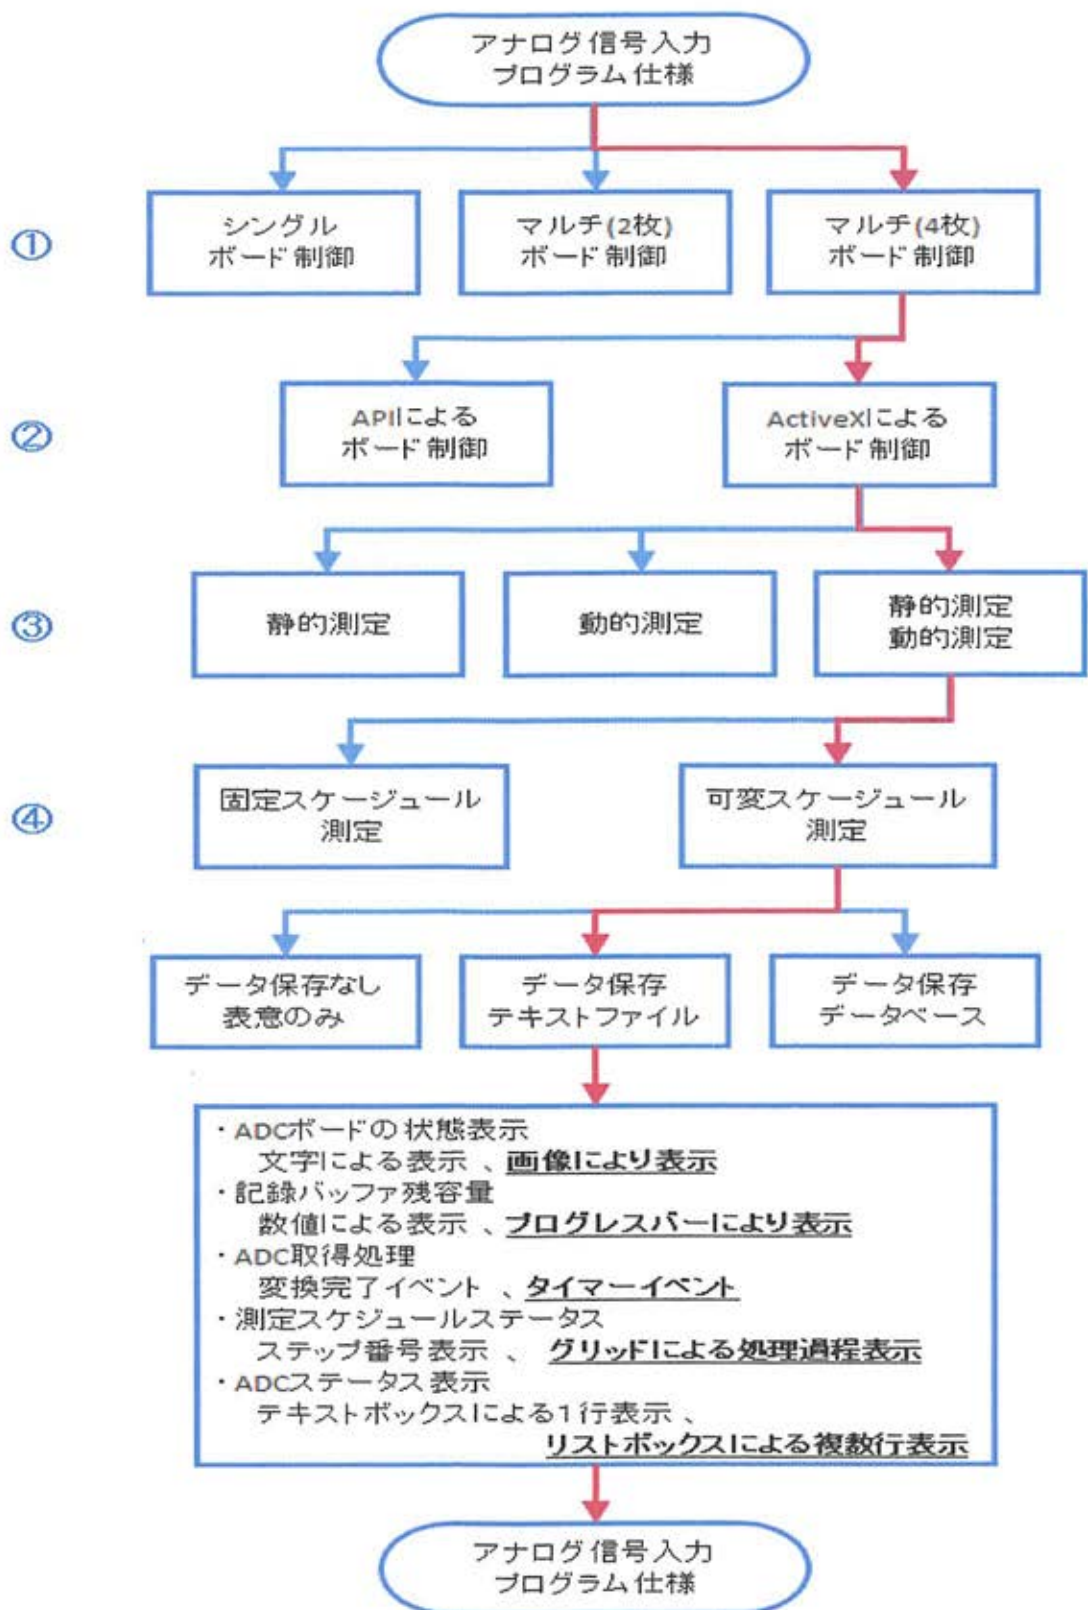 アナログ信号入力
プログラム仕様
①
シングル
ボード制御
マルチ(2枚)
ボード制御
マルチ(4枚)
ボード制御
②
APIによる
ボード制御
ActiveXによる
ボード制御
③
静的測定
動的測定
静的測定
動的測定
④
固定スケージュール
測定
可変スケージュール
測定
データ保存なし
表意のみ
データ保存
テキストファイル
データ保存
データベース
・ADCボードの状態表示
文字による表示 、画像により表示
・記録バッファ残容量
数値による表示 、プログレスバーにより表示
・ADC取得処理
変換完了イベント 、タイマーイベント
・測定スケジュールステータス
ステップ番号表示 、 グリッドによる処理過程表示
・ADCステータス表示
テキストボックスによる1行表示 、
リストボックスによる複数行表示
アナログ信号入力
プログラム仕様